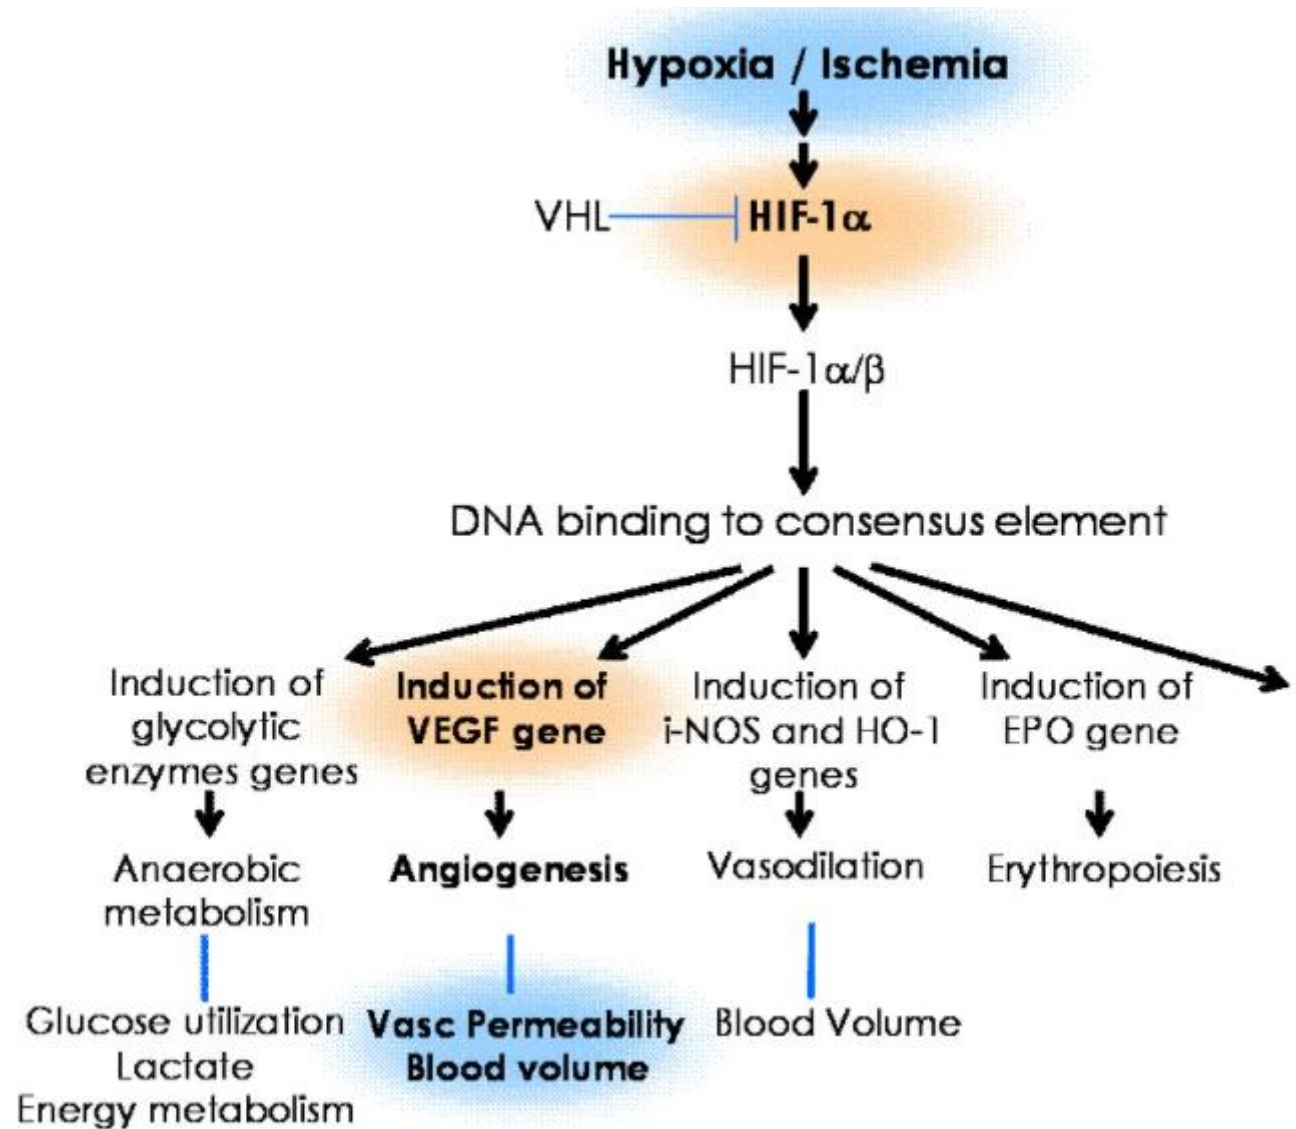 Hypoxia / Ischemia
VHL
HIF-1α
HIF-1α/β
DNA binding to consensus element
Induction of
glycolytic
enzymes genes
Induction of
VEGF gene
Induction of
i-NOS and HO-1
genes
Induction of
EPO gene
Anaerobic
metabolism
Angiogenesis
Vasodilation
Erythropoiesis
Glucose utilization
Lactate
Energy metabolism
Vasc Permeability
Blood volume
Blood Volume